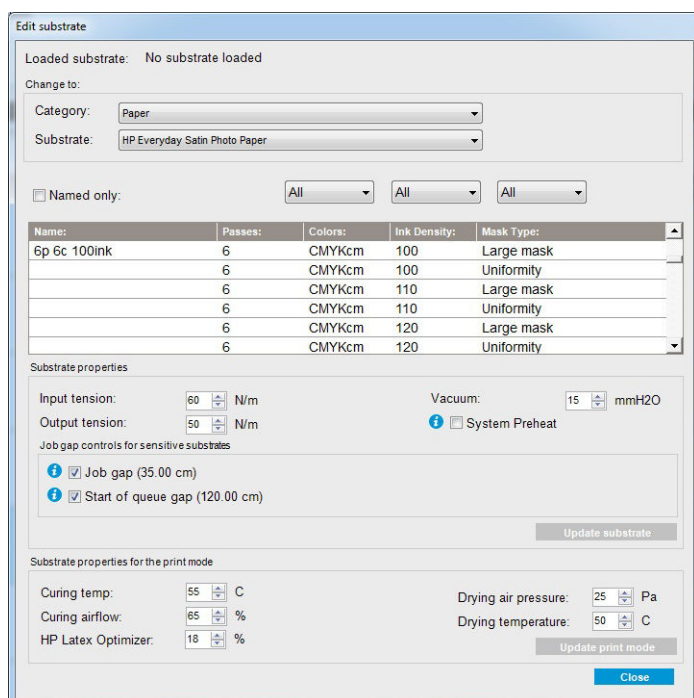 Edit substrate
Loaded substrate: No substrate loaded
Change to:
Category: Paper
Substrate: HP Everyday Satin Photo Paper
Named only: All All All
Name: Passes: Colors: Ink Density: Mask Type:
6p 6c 100ink 6 CMYKcm 100 Large mask
6 CMYKcm 100 Uniformity
6 CMYKcm 110 Large mask
6 CMYKcm 110 Uniformity
6 CMYKcm 120 Large mask
6 CMYKcm 120 Uniformity
Substrate properties
Input tension: 60 N/m Vacuum: 15 mmH2O
Output tension: 50 N/m System Preheat
Job gap controls for sensitive substrates
Job gap (35.00 cm)
Start of queue gap (120.00 cm)
Update substrate
Substrate properties for the print mode
Curing temp: 55 C Drying air pressure: 25 Pa
Curing airflow: 65 % Drying temperature: 50 C
HP Latex Optimizer: 18 % Update print mode
Close